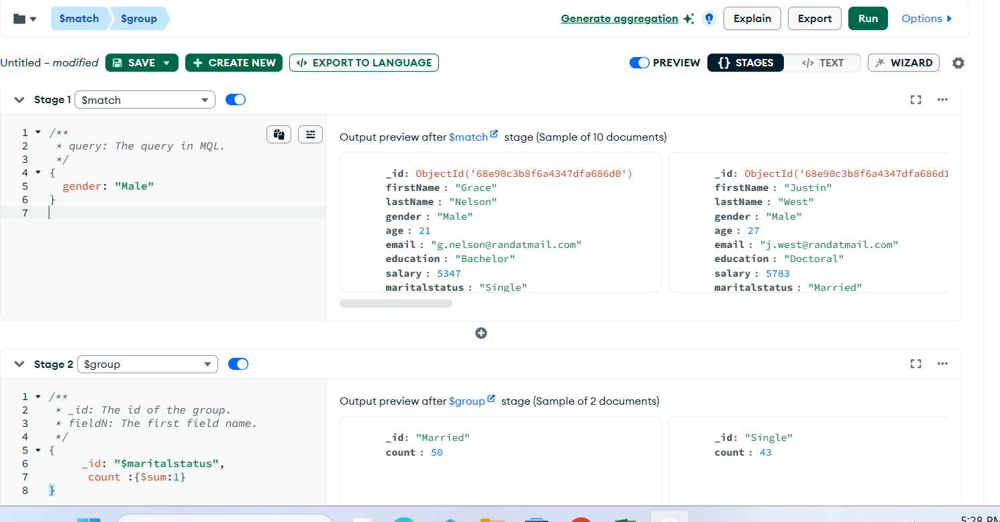 $match $group Generate aggregation Explain Export Run Options
Untitled – modified SAVE CREATE NEW </> EXPORT TO LANGUAGE PREVIEW {} STAGES </> TEXT WIZARD
Stage 1 $match
Output preview after $match stage (Sample of 10 documents)
1 /**
2 * query: The query in MQL.
3 */
4 {
5 gender: "Male"
6 }
7
_id: ObjectId('68e90c3b8f6a4347dfa686d0')
firstName : "Grace"
lastName : "Nelson"
gender : "Male"
age : 21
email : "g.nelson@randatmail.com"
education : "Bachelor"
salary : 5347
maritalstatus : "Single"
_id: ObjectId('68e90c3b8f6a4347dfa686d1
firstName : "Justin"
lastName : "West"
gender : "Male"
age : 27
email : "j.west@randatmail.com"
education : "Doctoral"
salary : 5783
maritalstatus : "Married"
Stage 2 $group
Output preview after $group stage (Sample of 2 documents)
1 /**
2 * _id: The id of the group.
3 * fieldN: The first field name.
4 */
5 {
6 _id: "$maritalstatus",
7 count :{$sum:1}
8 }
_id: "Married"
count : 50
_id: "Single"
count : 43
5:28 PM